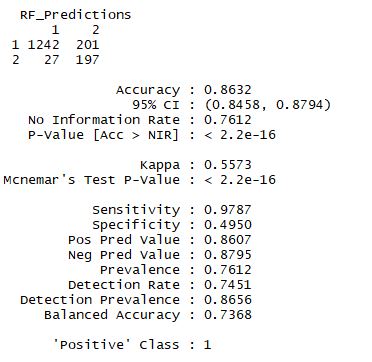 RF_Predictions
1 2
1 1242 201
2 27 197
Accuracy : 0.8632
95% CI : (0.8458, 0.8794)
No Information Rate : 0.7612
P-Value [Acc > NIR] : < 2.2e-16
Kappa : 0.5573
Mcnemar's Test P-Value : < 2.2e-16
Sensitivity : 0.9787
Specificity : 0.4950
Pos Pred Value : 0.8607
Neg Pred Value : 0.8795
Prevalence : 0.7612
Detection Rate : 0.7451
Detection Prevalence : 0.8656
Balanced Accuracy : 0.7368
'Positive' Class : 1